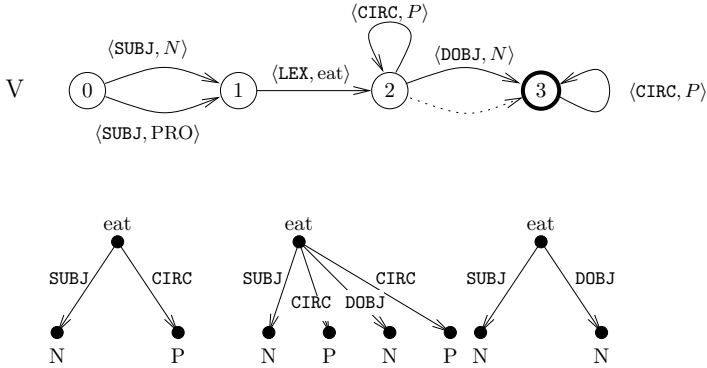 ⟨CIRC, P⟩
⟨SUBJ, N⟩ ⟨DOBJ, N⟩
⟨LEX, eat⟩
V 0 1 2 3 ⟨CIRC, P⟩
⟨SUBJ, PRO⟩
eat eat eat
SUBJ CIRC SUBJ CIRC SUBJ DOBJ
CIRC DOBJ
N P N P N P N N